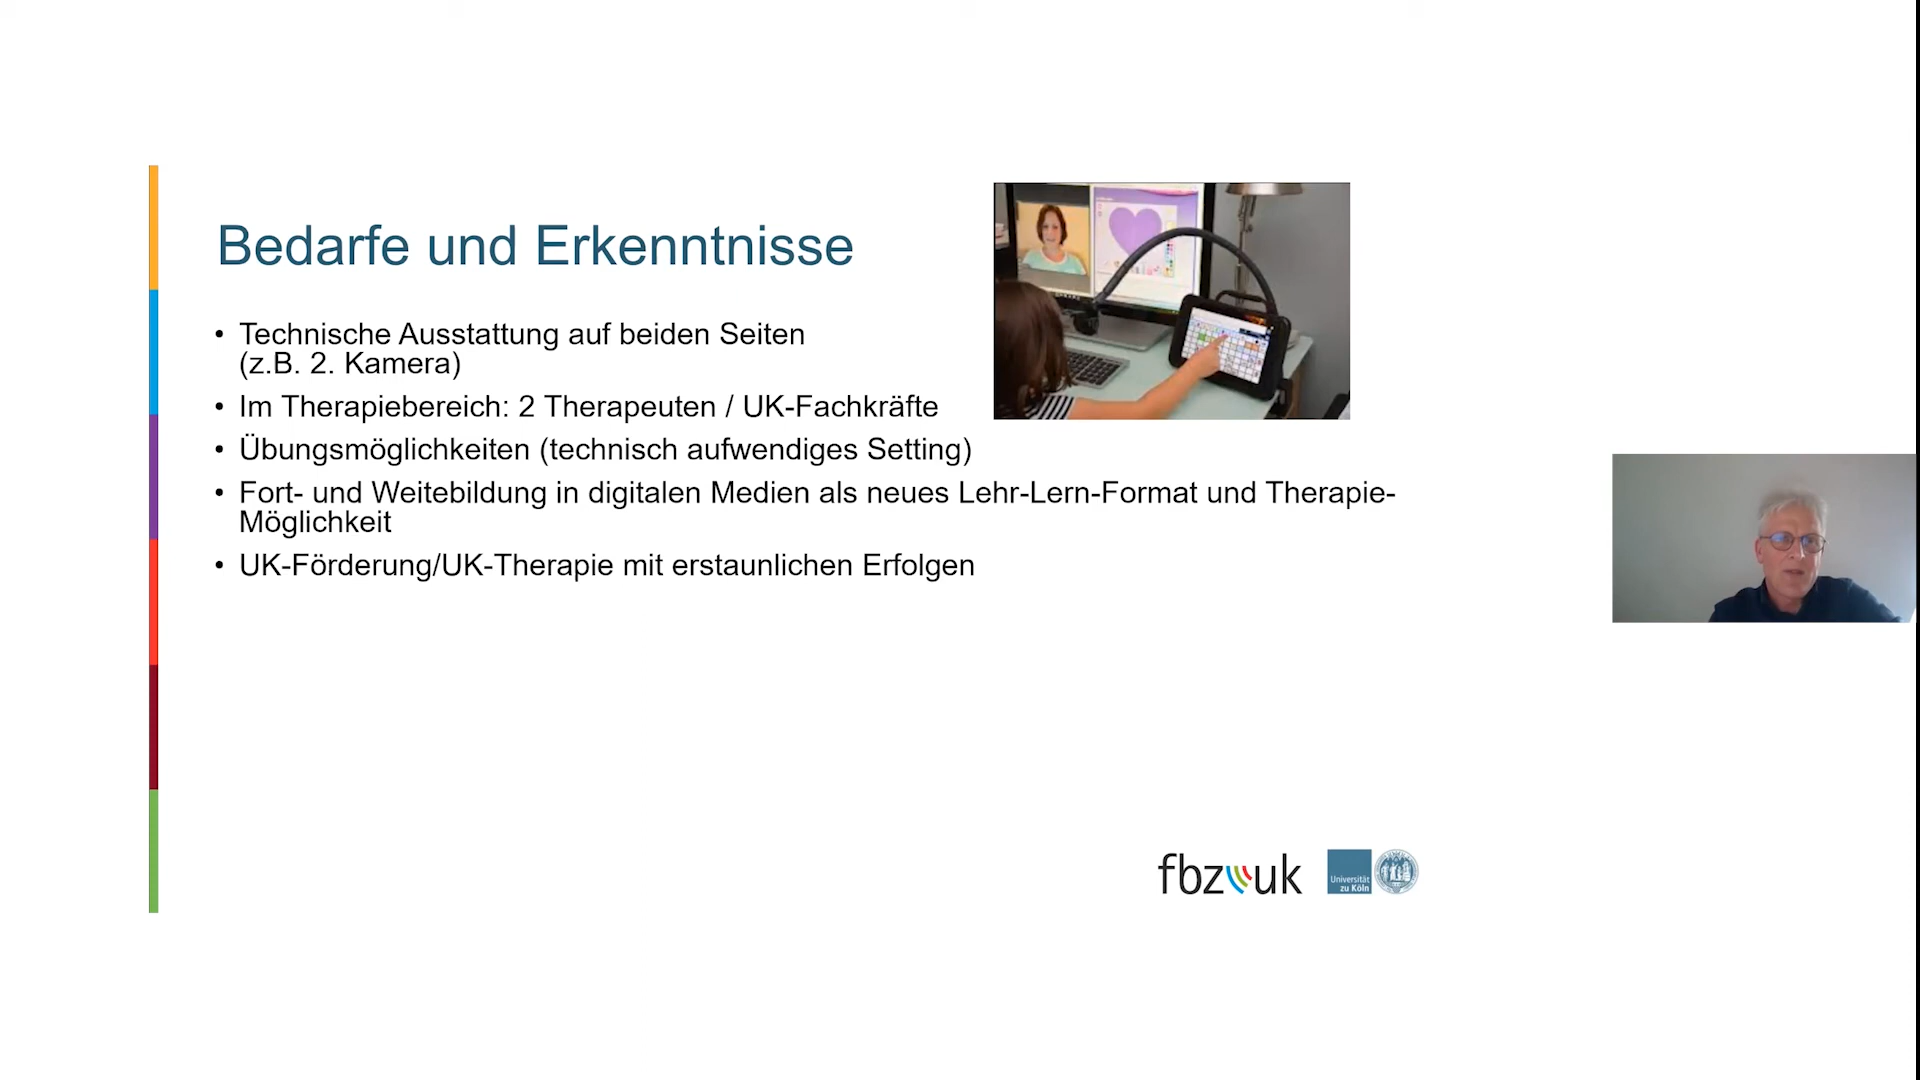 Bedarfe und Erkenntnisse
• Technische Ausstattung auf beiden Seiten
(z.B. 2. Kamera)
• Im Therapiebereich: 2 Therapeuten / UK-Fachkräfte
• Übungsmöglichkeiten (technisch aufwendiges Setting)
• Fort- und Weitebildung in digitalen Medien als neues Lehr-Lern-Format und Therapie-
Möglichkeit
• UK-Förderung/UK-Therapie mit erstaunlichen Erfolgen
fbz uk
Universität
zu Köln